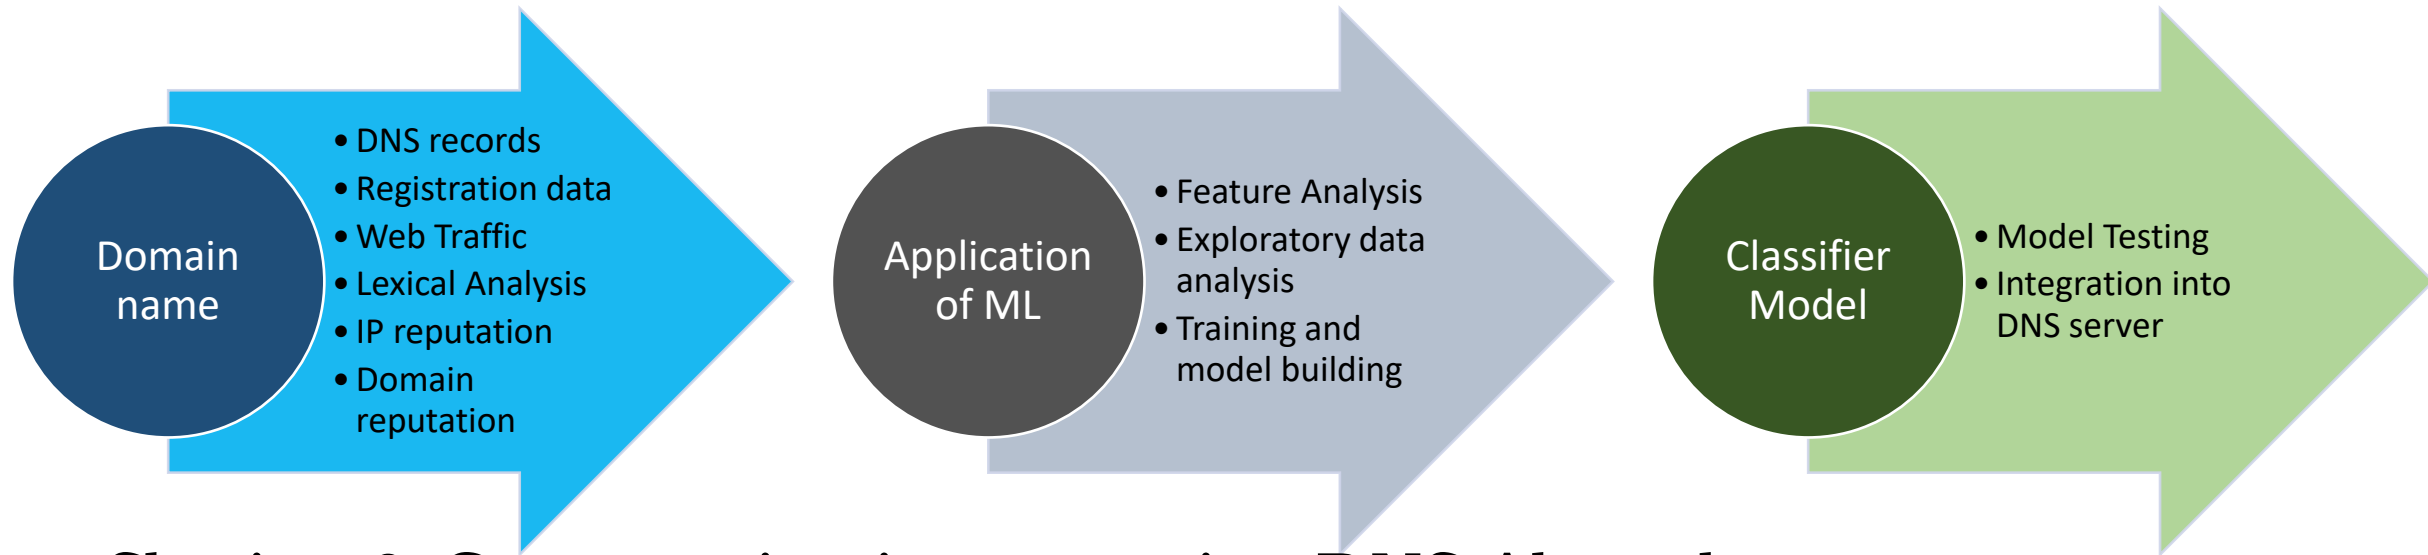 Domain
name
• DNS records
• Registration data
• Web Traffic
• Lexical Analysis
• IP reputation
• Domain
reputation
Application
of ML
• Feature Analysis
• Exploratory data
analysis
• Training and
model building
Classifier
Model
• Model Testing
• Integration into
DNS server